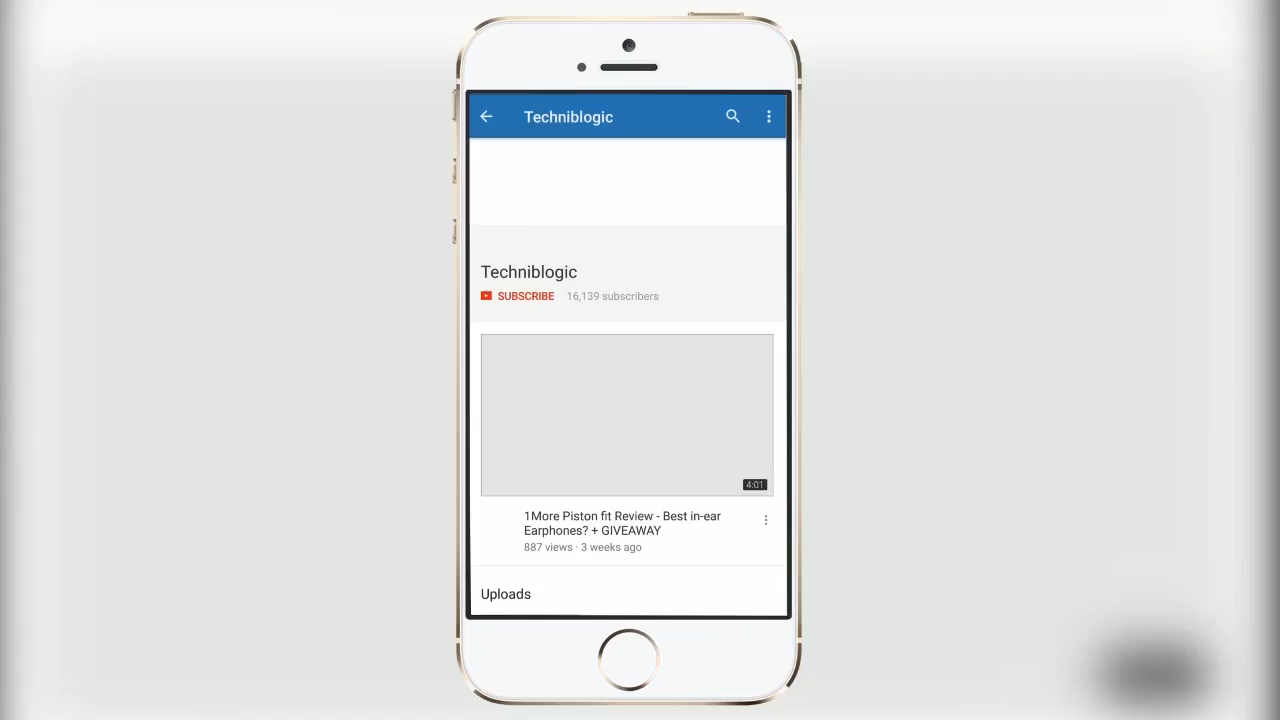 Techniblogic
Techniblogic
SUBSCRIBE 16,139 subscribers
4:01
1More Piston fit Review - Best in-ear
Earphones? + GIVEAWAY
887 views · 3 weeks ago
Uploads